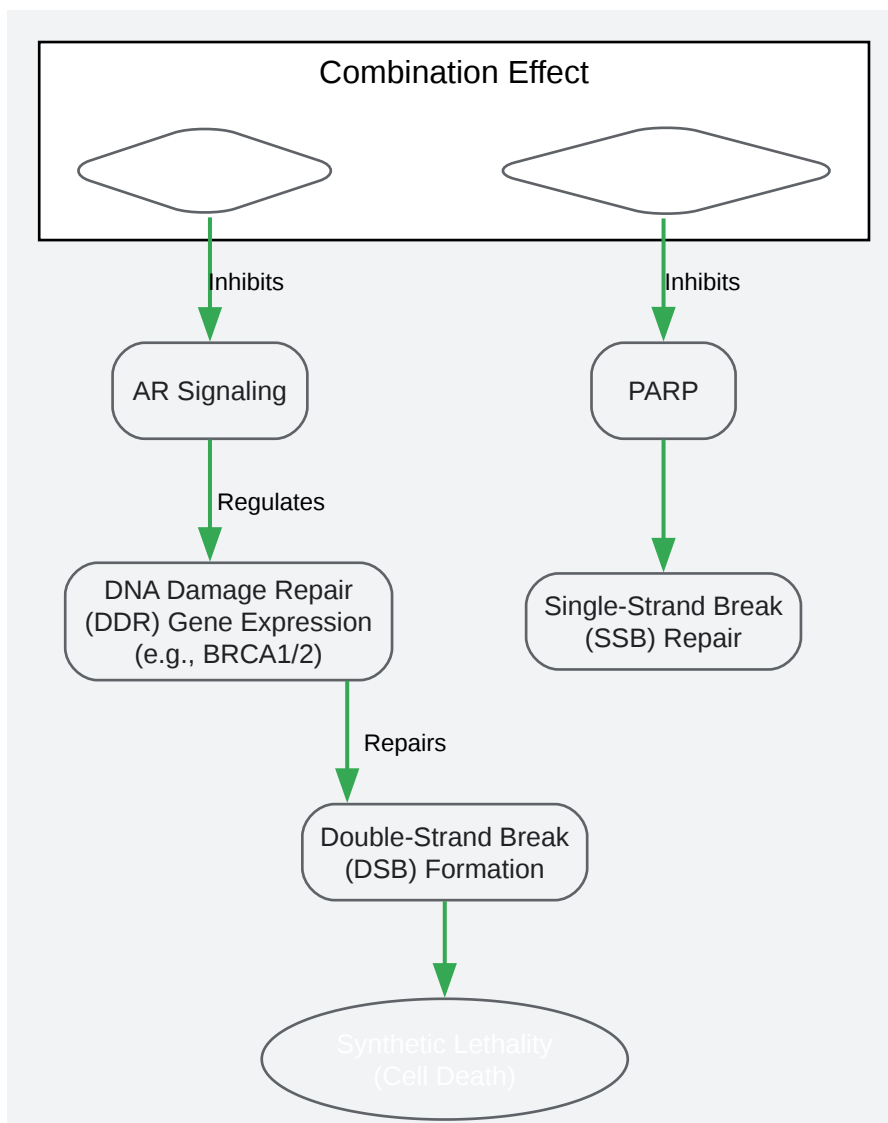 Combination Effect
Inhibits
Inhibits
AR Signaling
PARP
Regulates
DNA Damage Repair
(DDR) Gene Expression
(e.g., BRCA1/2)
Single-Strand Break
(SSB) Repair
Repairs
Double-Strand Break
(DSB) Formation
Synthetic Lethality
(Cell Death)